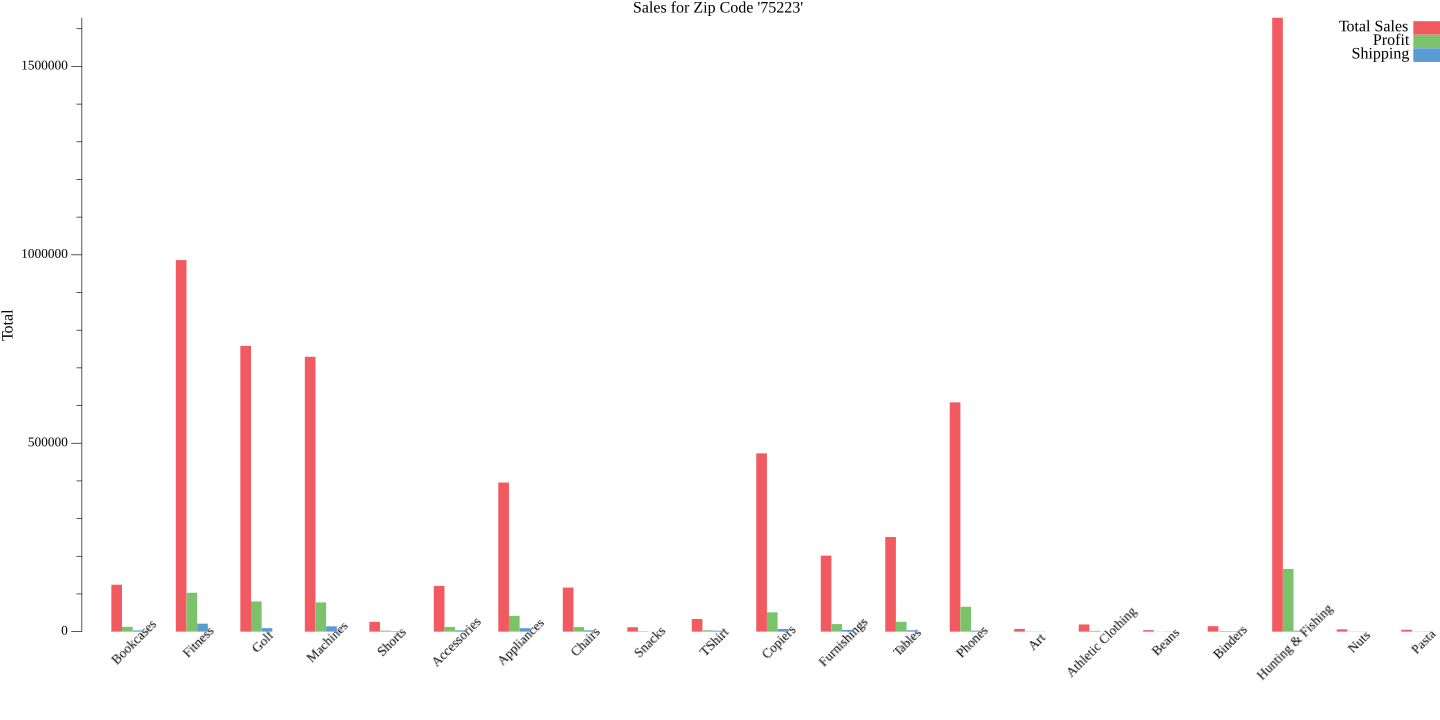 Sales for Zip Code '75223'
Total Sales
Profit
Shipping
Total
1500000
1000000
500000
0
Bookcases
Fitness
Golf
Machines
Shorts
Accessories
Appliances
Chairs
Snacks
TShirt
Copiers
Furnishings
Tables
Phones
Art
Athletic Clothing
Beans
Binders
Hunting & Fishing
Nuts
Pasta